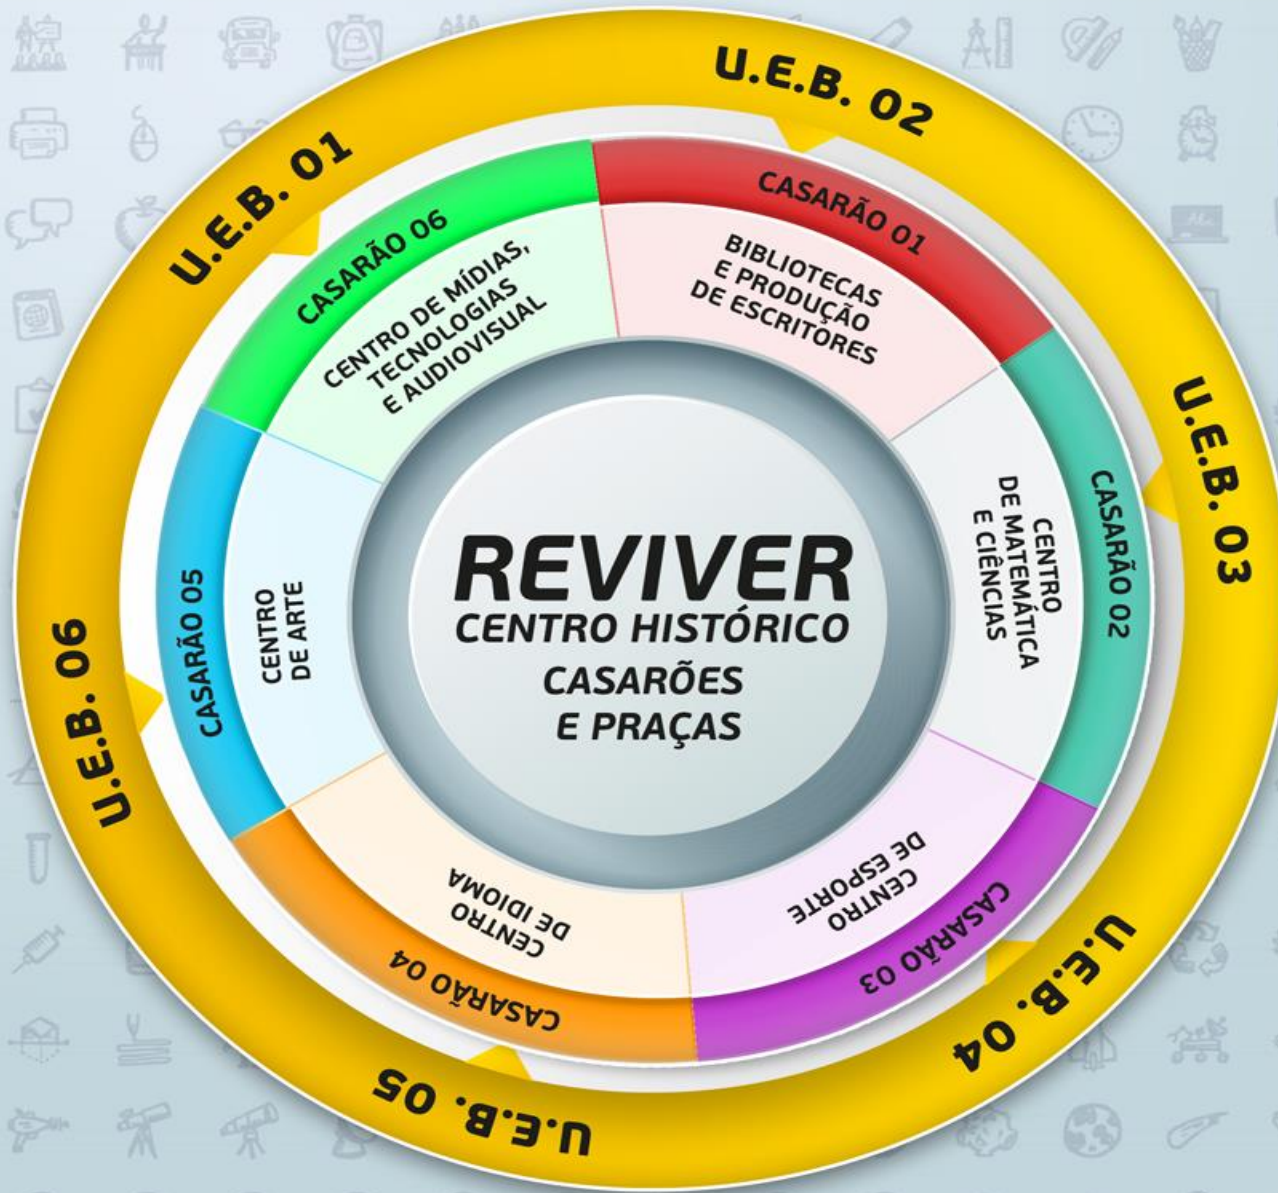 U.E.B. 01
U.E.B. 02
U.E.B. 03
U.E.B. 04
U.E.B. 05
U.E.B. 06
CASARÃO 01
BIBLIOTECAS
E PRODUÇÃO
DE ESCRITORES
CASARÃO 02
CENTRO
DE MATEMÁTICA
E CIÊNCIAS
CASARÃO 03
CENTRO
DE ESPORTE
CASARÃO 04
CENTRO
DE IDIOMA
CASARÃO 05
CENTRO
DE ARTE
CASARÃO 06
CENTRO DE MÍDIAS,
TECNOLOGIAS
E AUDIOVISUAL
REVIVER
CENTRO HISTÓRICO
CASARÕES
E PRAÇAS